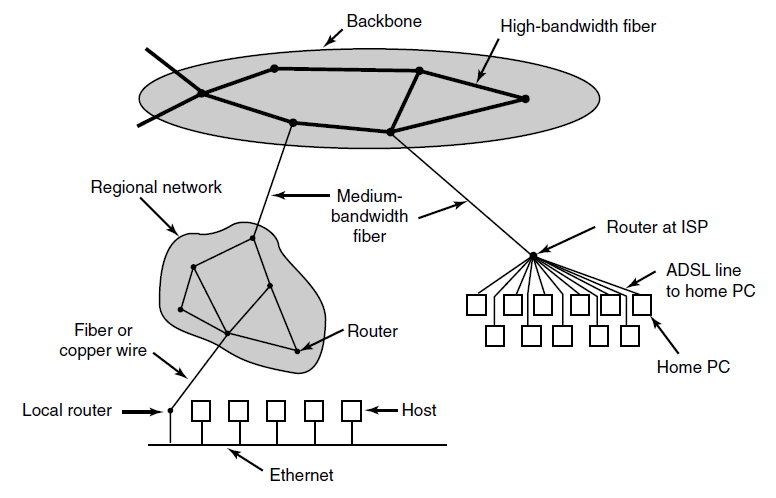 Backbone
High-bandwidth fiber
Regional network
Medium-
bandwidth
fiber
Router at ISP
ADSL line
to home PC
Fiber or
copper wire
Router
Home PC
Local router
Host
Ethernet